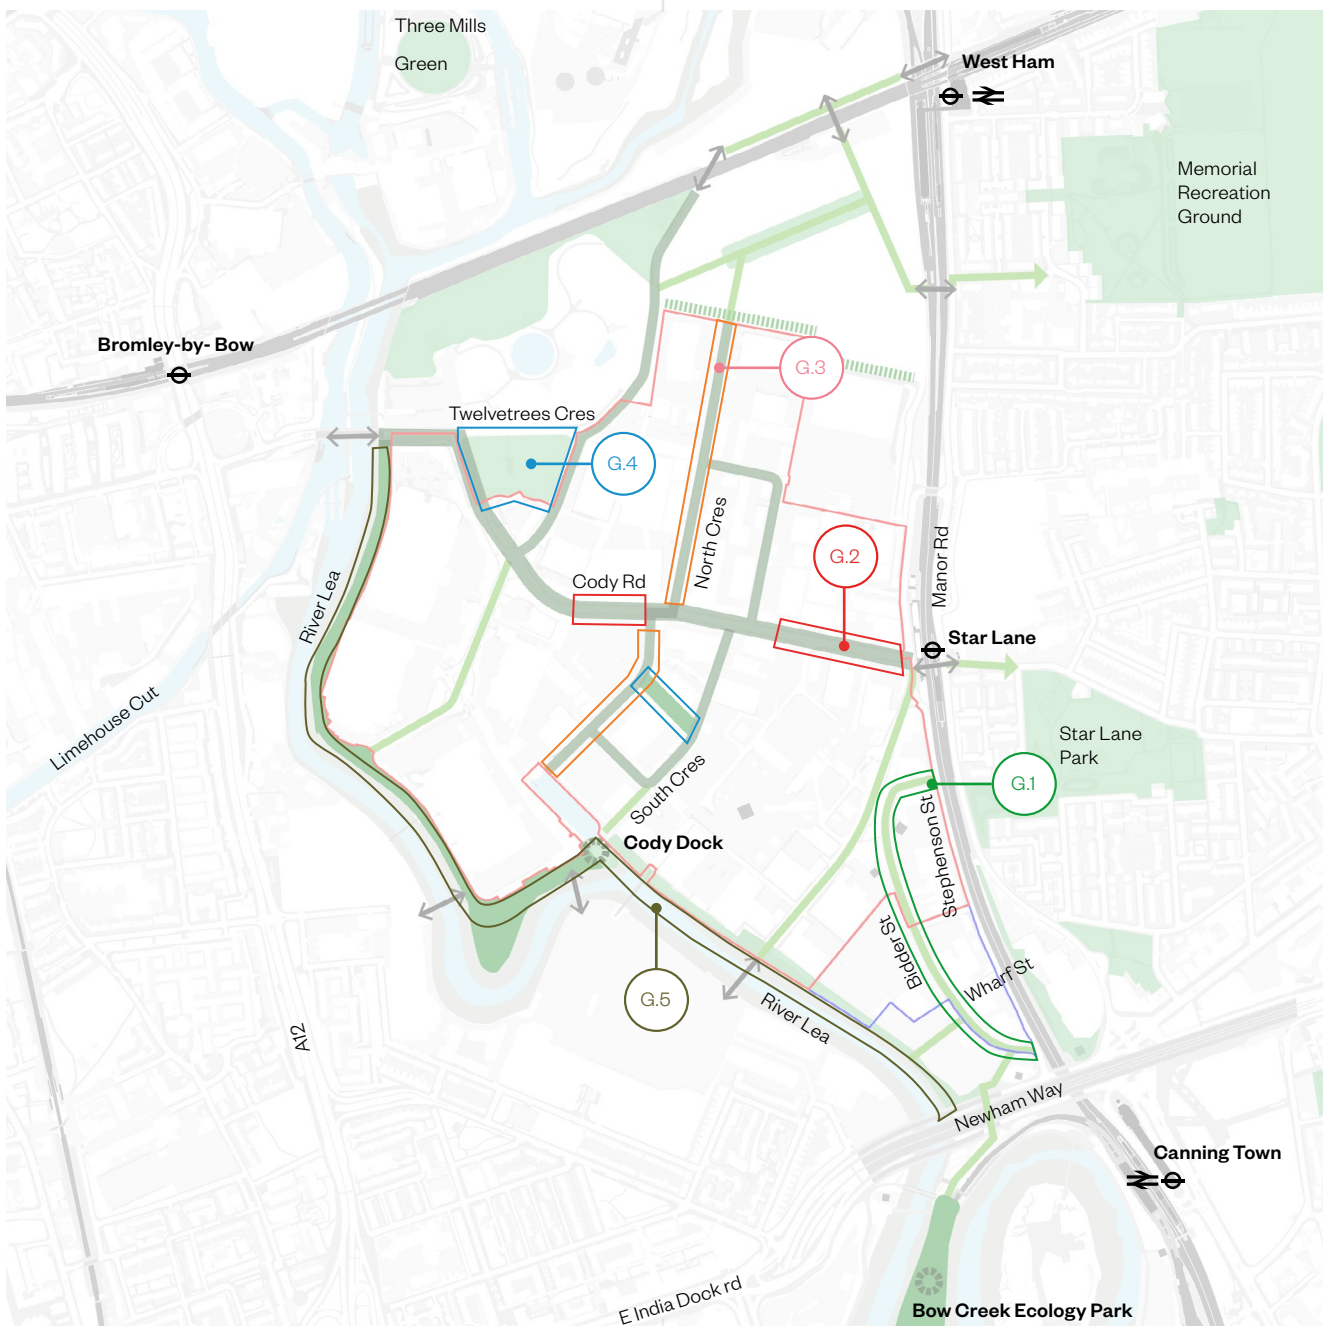 Three Mills
Green
West Ham
Memorial
Recreation
Ground
Bromley-by- Bow
G.3
Twelvetrees Cres
G.4
North Cres
G.2
Manor Rd
Cody Rd
River Lea
Star Lane
Limehouse Cut
Star Lane
Park
G.1
South Cres
Stephenson St
Cody Dock
Bidder St
Wharf St
G.5
River Lea
A12
Newham Way
Canning Town
E India Dock rd
Bow Creek Ecology Park